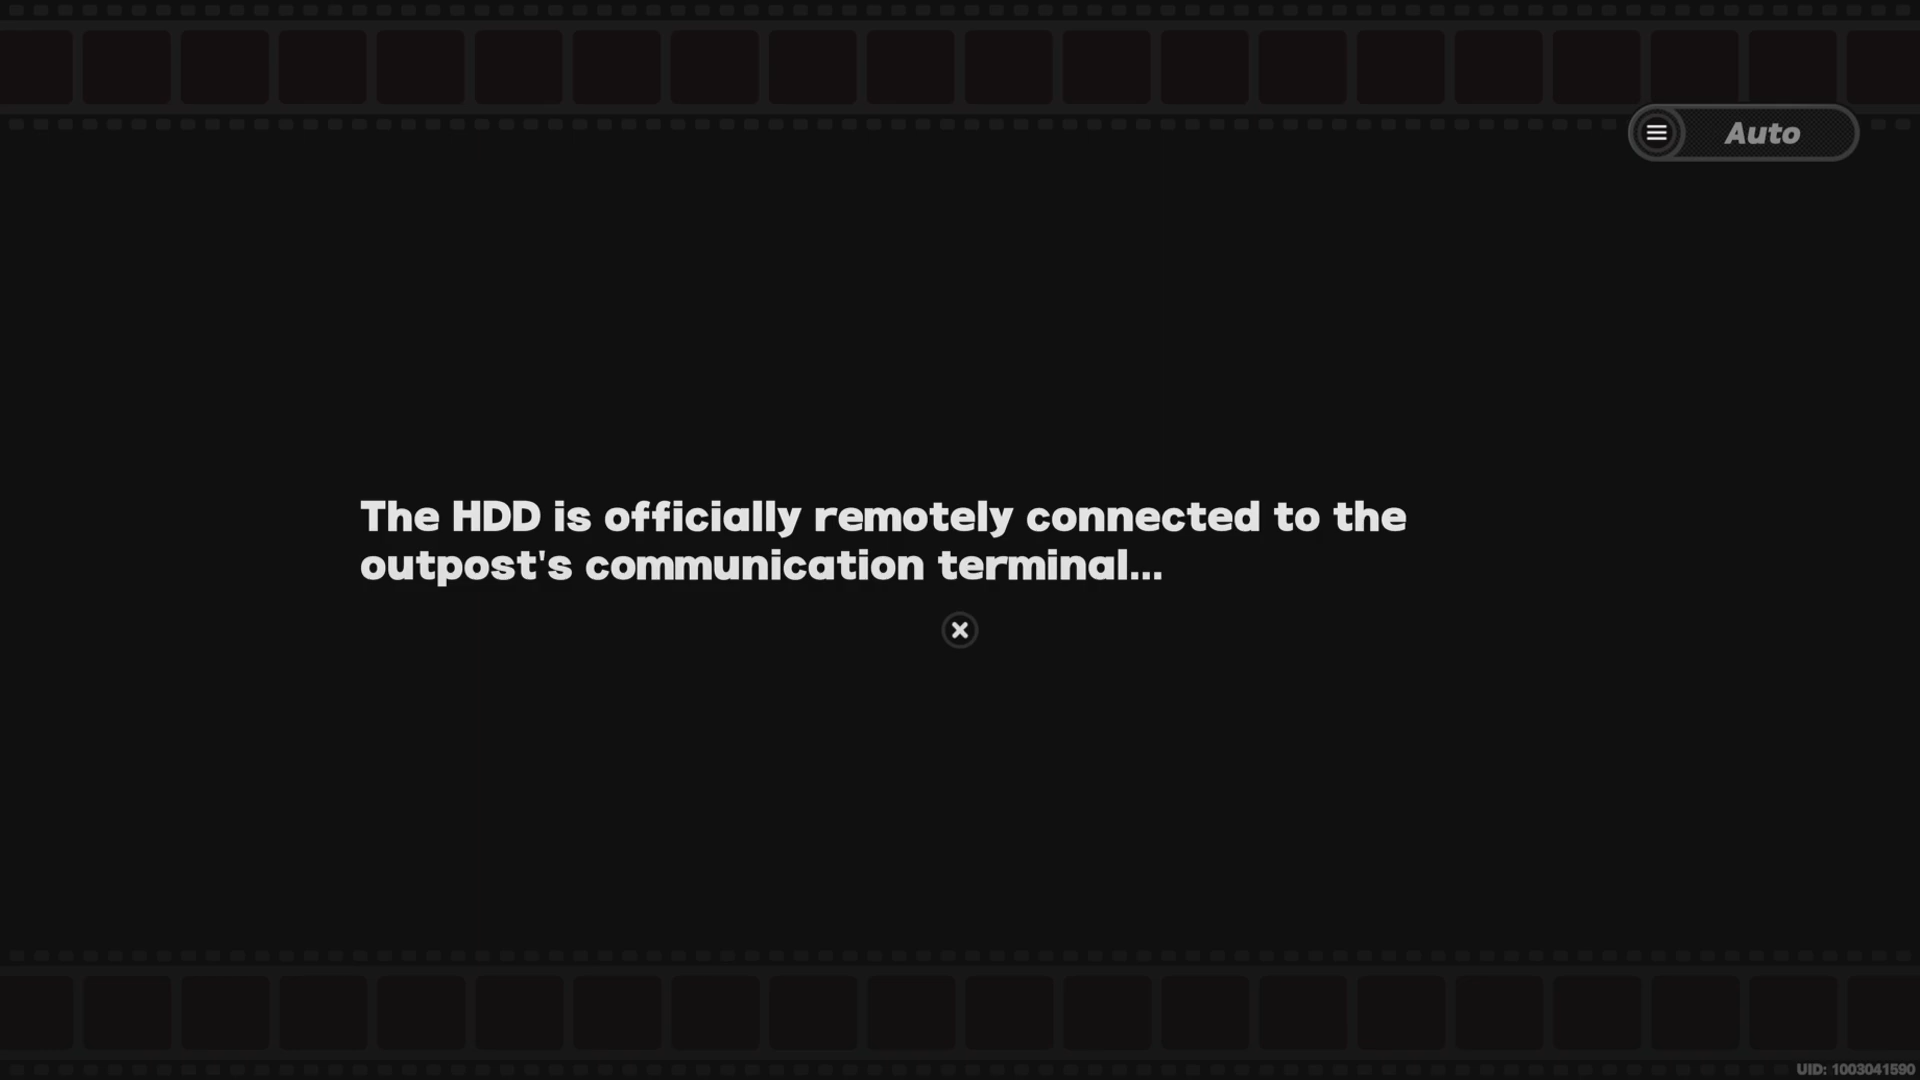 Auto
The HDD is officially remotely connected to the
outpost's communication terminal...
UID: 1003041590